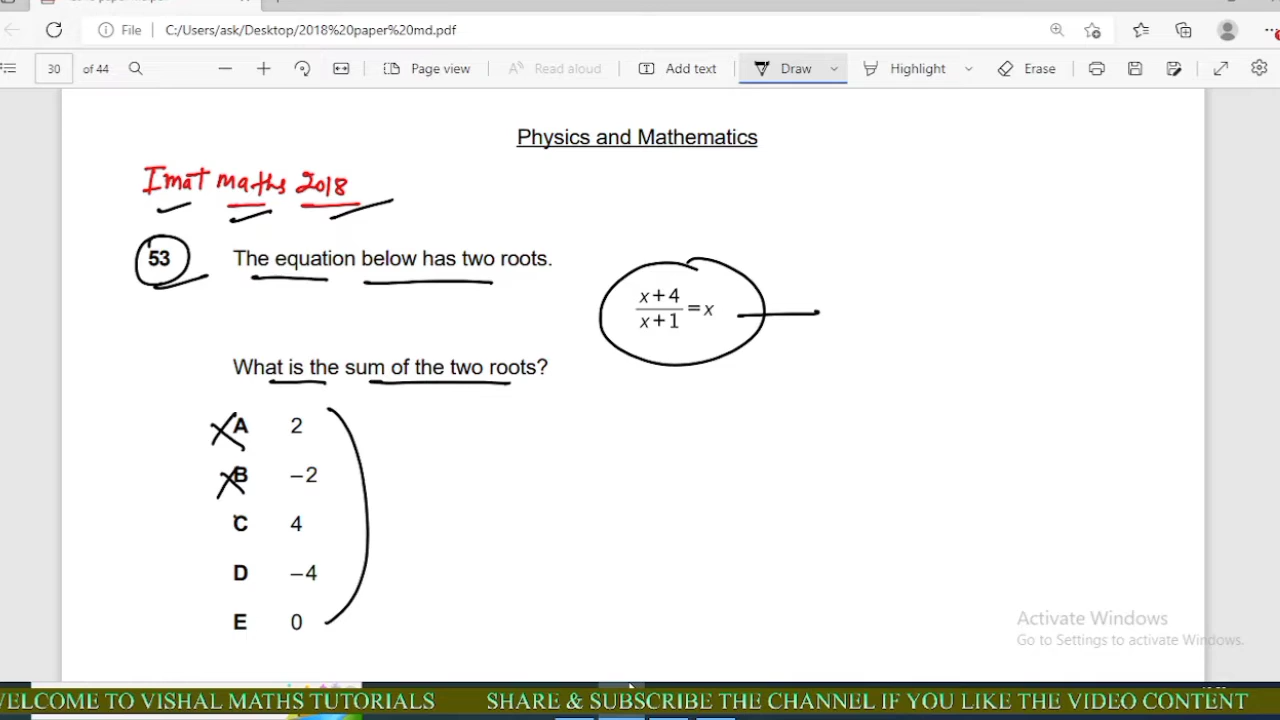 File C:/Users/ask/Desktop/2018%20paper%20md.pdf
30 of 44 Page view Read aloud Add text Draw Highlight Erase
Physics and Mathematics
Imat maths 2018
53 The equation below has two roots.
x+4
x+1 = x
What is the sum of the two roots?
A 2
B −2
C 4
D −4
E 0
Activate Windows
Go to Settings to activate Windows.
WELCOME TO VISHAL MATHS TUTORIALS SHARE & SUBSCRIBE THE CHANNEL IF YOU LIKE THE VIDEO CONTENT